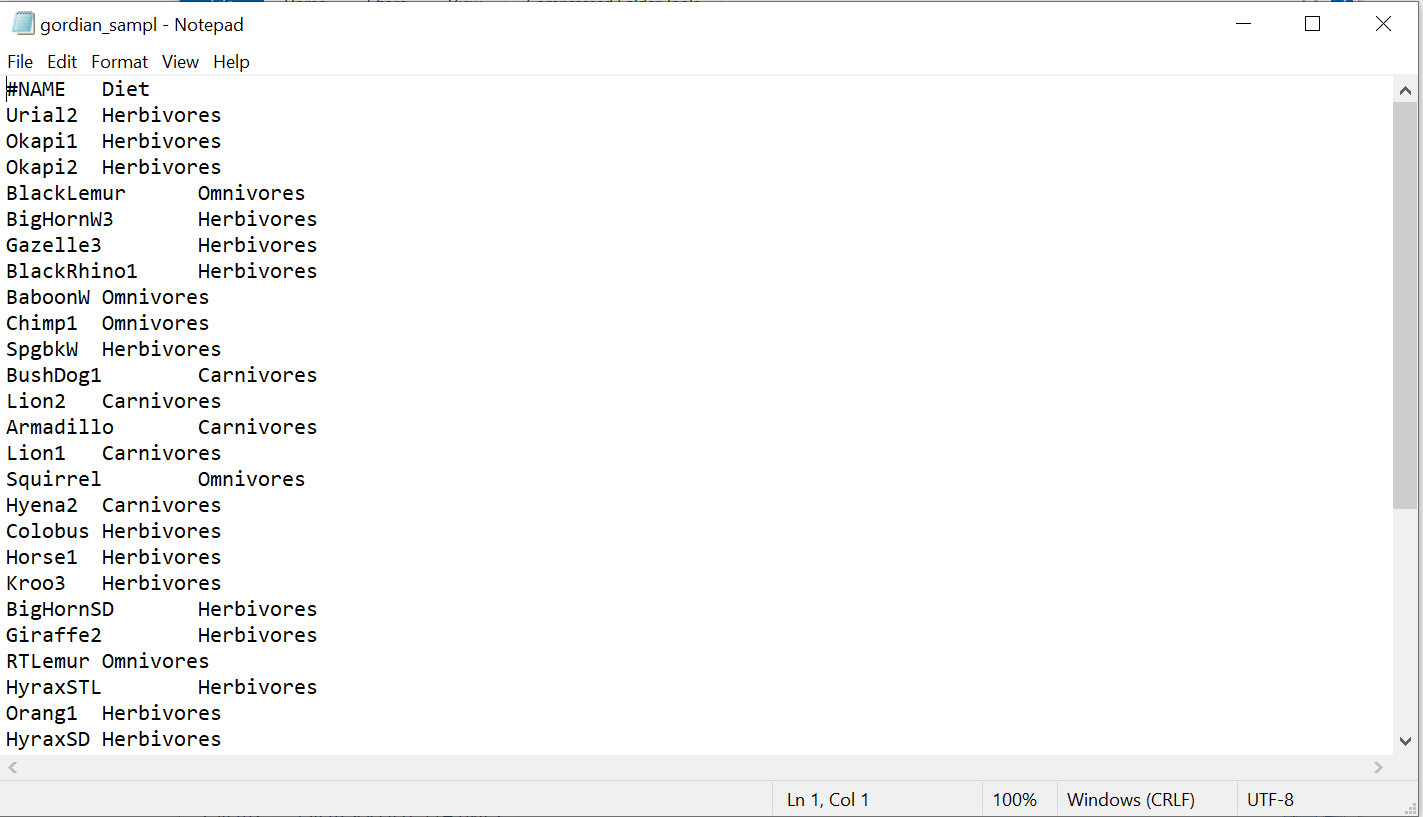 gordian_sampl - Notepad
File Edit Format View Help
#NAME Diet
Urial2 Herbivores
Okapi1 Herbivores
Okapi2 Herbivores
BlackLemur Omnivores
BigHornW3 Herbivores
Gazelle3 Herbivores
BlackRhino1 Herbivores
BaboonW Omnivores
Chimp1 Omnivores
SpgbkW Herbivores
BushDog1 Carnivores
Lion2 Carnivores
Armadillo Carnivores
Lion1 Carnivores
Squirrel Omnivores
Hyena2 Carnivores
Colobus Herbivores
Horse1 Herbivores
Kroo3 Herbivores
BigHornSD Herbivores
Giraffe2 Herbivores
RTLemur Omnivores
HyraxSTL Herbivores
Orang1 Herbivores
HyraxSD Herbivores
Ln 1, Col 1 100% Windows (CRLF) UTF-8